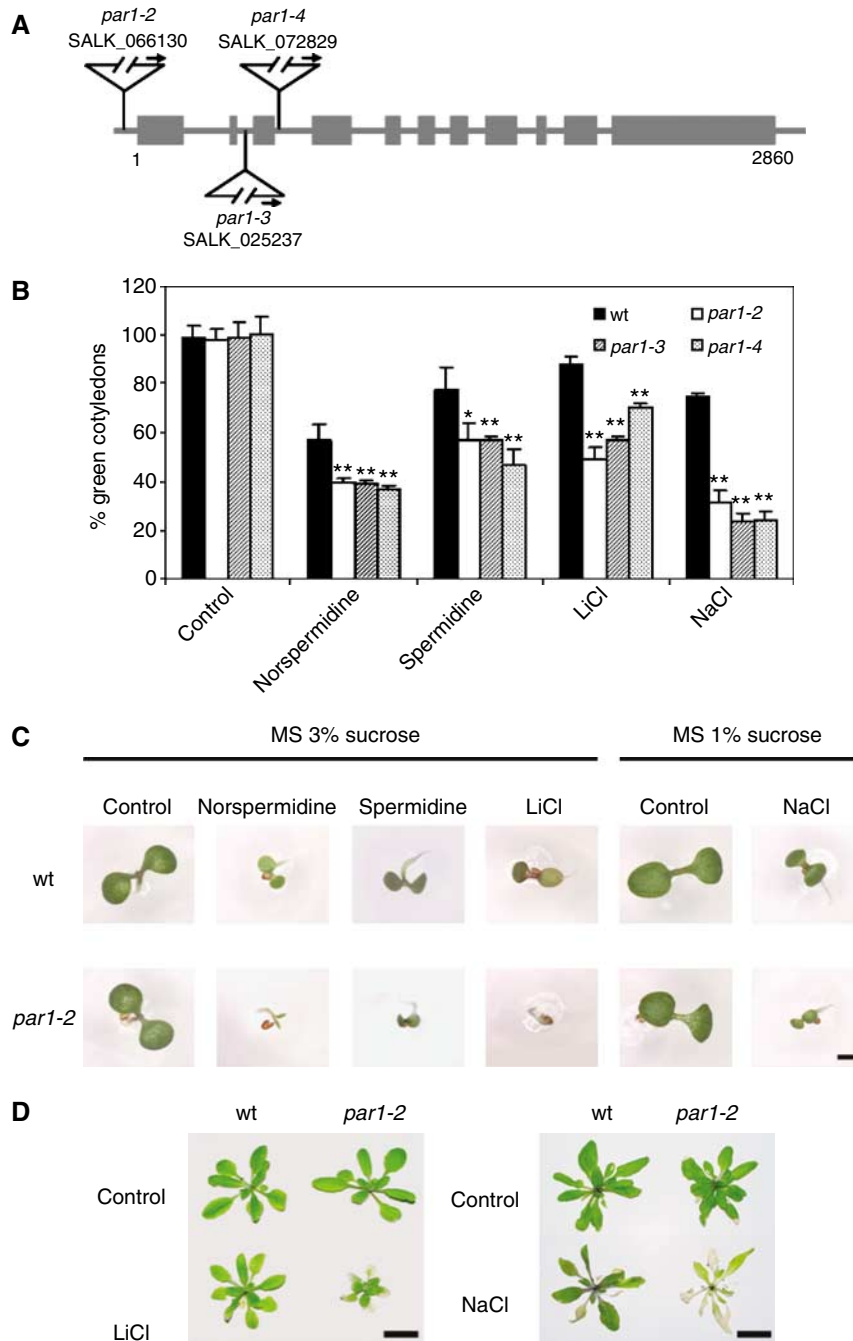 A
par1-2
SALK_066130
par1-4
SALK_072829
1
2860
par1-3
SALK_025237
B
% green cotyledons
120
100
80
60
40
20
0
wt
par1-2
par1-3
par1-4
** ** **
* ** **
** ** **
** ** **
Control
Norspermidine
Spermidine
LiCl
NaCl
C
MS 3% sucrose
MS 1% sucrose
Control Norspermidine Spermidine LiCl Control NaCl
wt
par1-2
D
wt par1-2 wt par1-2
Control
Control
LiCl
NaCl